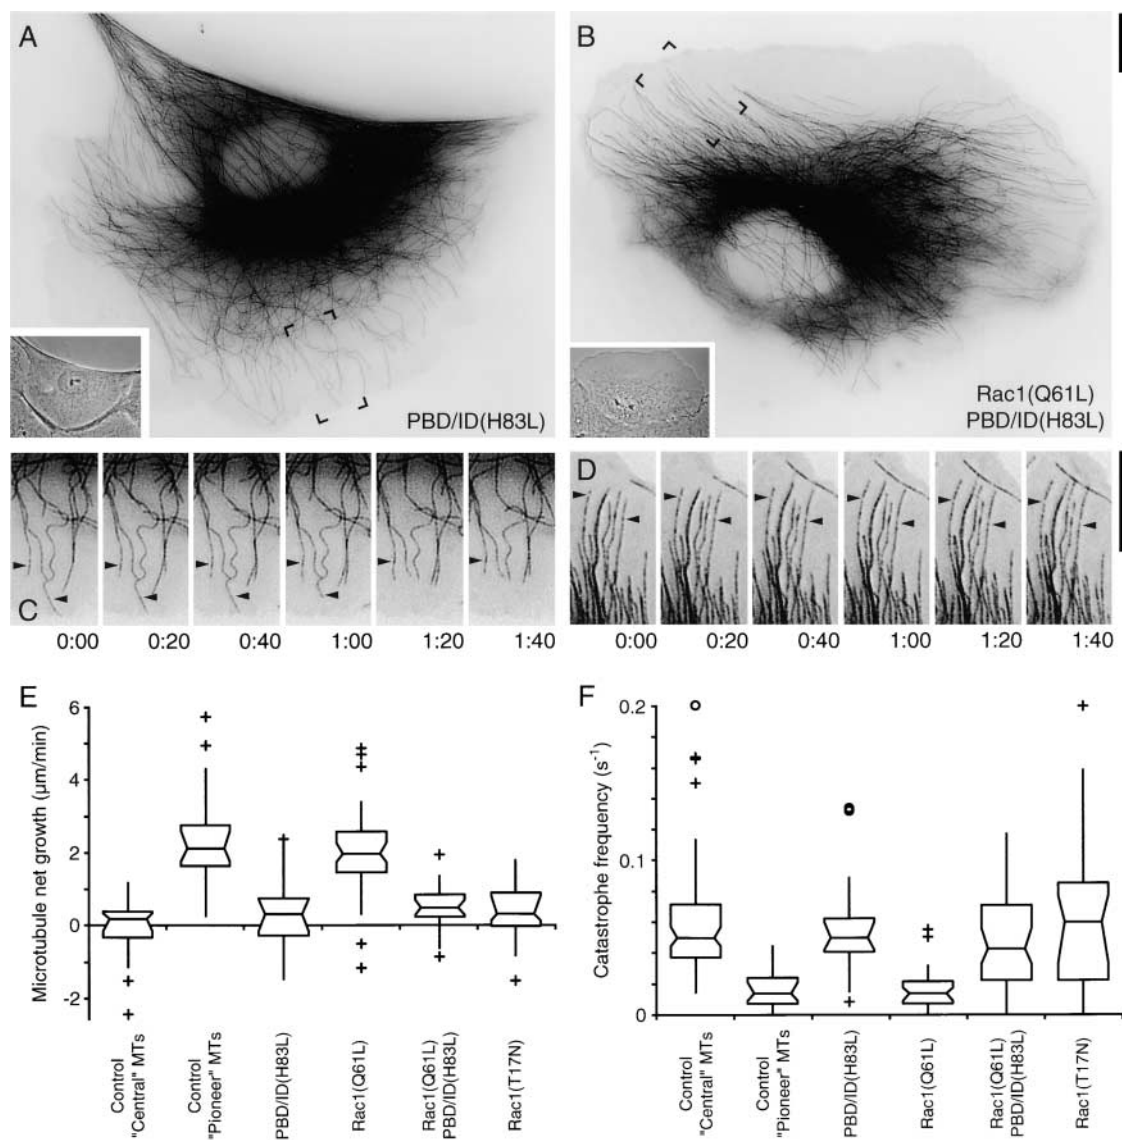 A
PBD/ID(H83L)
B
Rac1(Q61L)
PBD/ID(H83L)
C
0:00 0:20 0:40 1:00 1:20 1:40
D
0:00 0:20 0:40 1:00 1:20 1:40
E
Microtubule net growth (µm/min)
6
4
2
0
-2
Control
"Central" MTs
Control
"Pioneer" MTs
PBD/ID(H83L)
Rac1(Q61L)
Rac1(Q61L)
PBD/ID(H83L)
Rac1(T17N)
F
Catastrophe frequency (s⁻¹)
0.2
0.1
0
Control
"Central" MTs
Control
"Pioneer" MTs
PBD/ID(H83L)
Rac1(Q61L)
Rac1(Q61L)
PBD/ID(H83L)
Rac1(T17N)